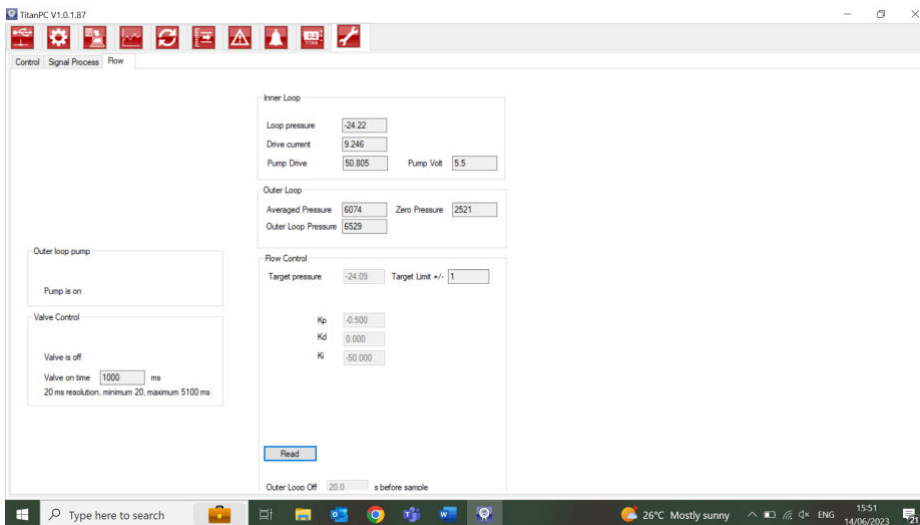 TitanPC V1.0.1.87
Control Signal Process Flow
Inner Loop
Loop pressure -24.22
Drive current 9.246
Pump Drive 50.805 Pump Volt 5.5
Outer Loop
Averaged Pressure 6074 Zero Pressure 2521
Outer Loop Pressure 6529
Outer loop pump
Pump is on
Valve Control
Valve is off
Valve on time 1000 ms
20 ms resolution, minimum 20, maximum 5100 ms
Flow Control
Target pressure -24.09 Target Limit +/- 1
Kp -0.500
Kd 0.000
Ki -50.000
Read
Outer Loop Off 20.0 s before sample
Type here to search
26°C Mostly sunny
ENG
15:51
14/06/2023
21